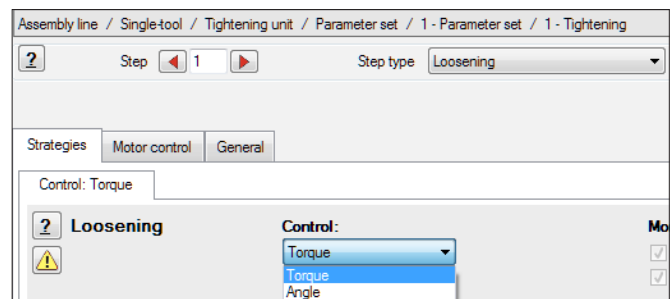 Assembly line / Single-tool / Tightening unit / Parameter set / 1 - Parameter set / 1 - Tightening
? Step 1 Step type Loosening
Strategies Motor control General
Control: Torque
? Loosening Control: Mo
Torque
Torque
Angle